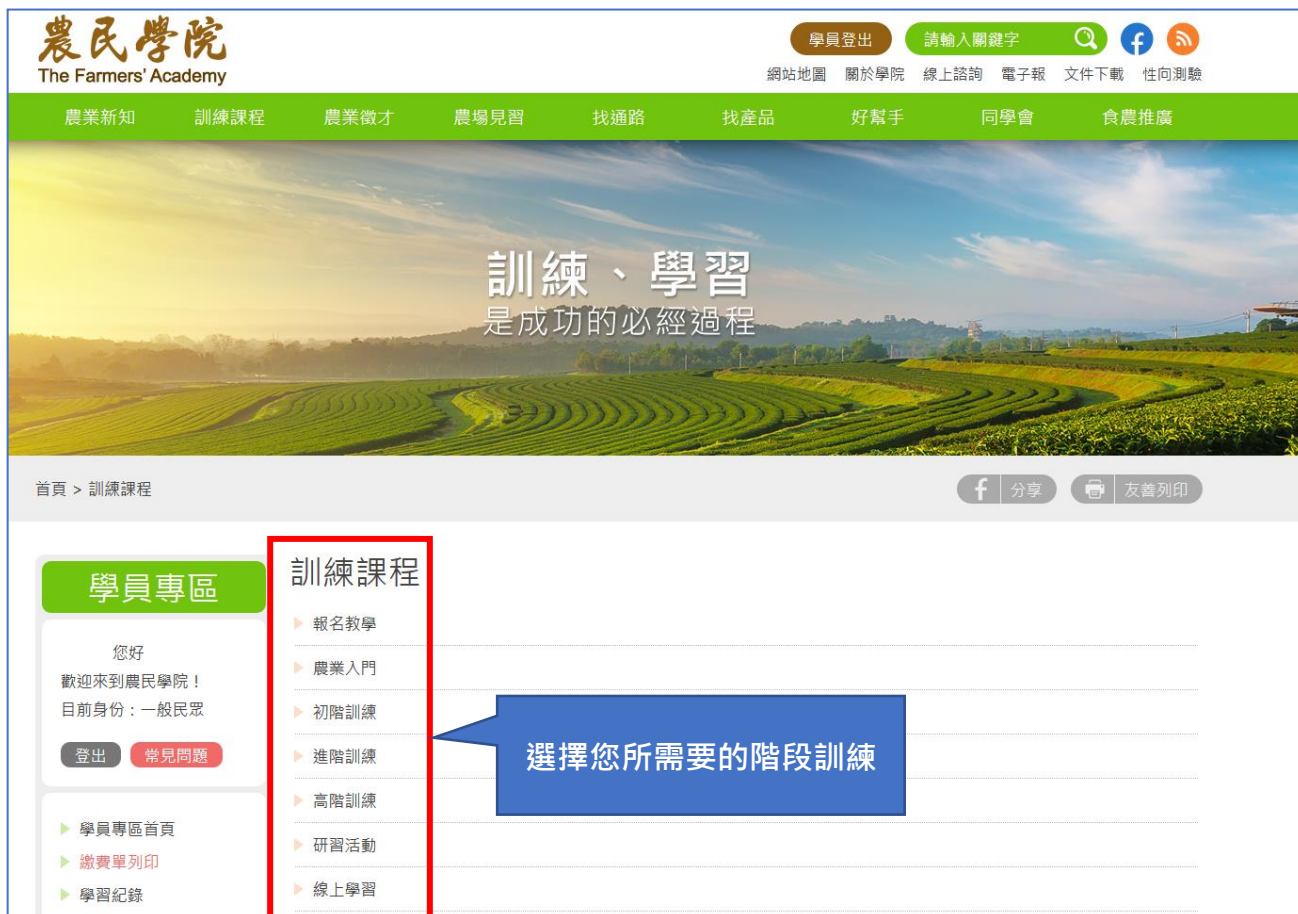 農民學院
The Farmers' Academy
學員登出
請輸入關鍵字
網站地圖 關於學院 線上諮詢 電子報 文件下載 性向測驗
農業新知 訓練課程 農業徵才 農場見習 找通路 找產品 好幫手 同學會 食農推廣
訓練、學習
是成功的必經過程
首頁 > 訓練課程
f 分享
友善列印
學員專區
您好
歡迎來到農民學院！
目前身份：一般民眾
登出 常見問題
學員專區首頁
繳費單列印
學習紀錄
訓練課程
報名教學
農業入門
初階訓練
進階訓練
高階訓練
研習活動
線上學習
選擇您所需要的階段訓練